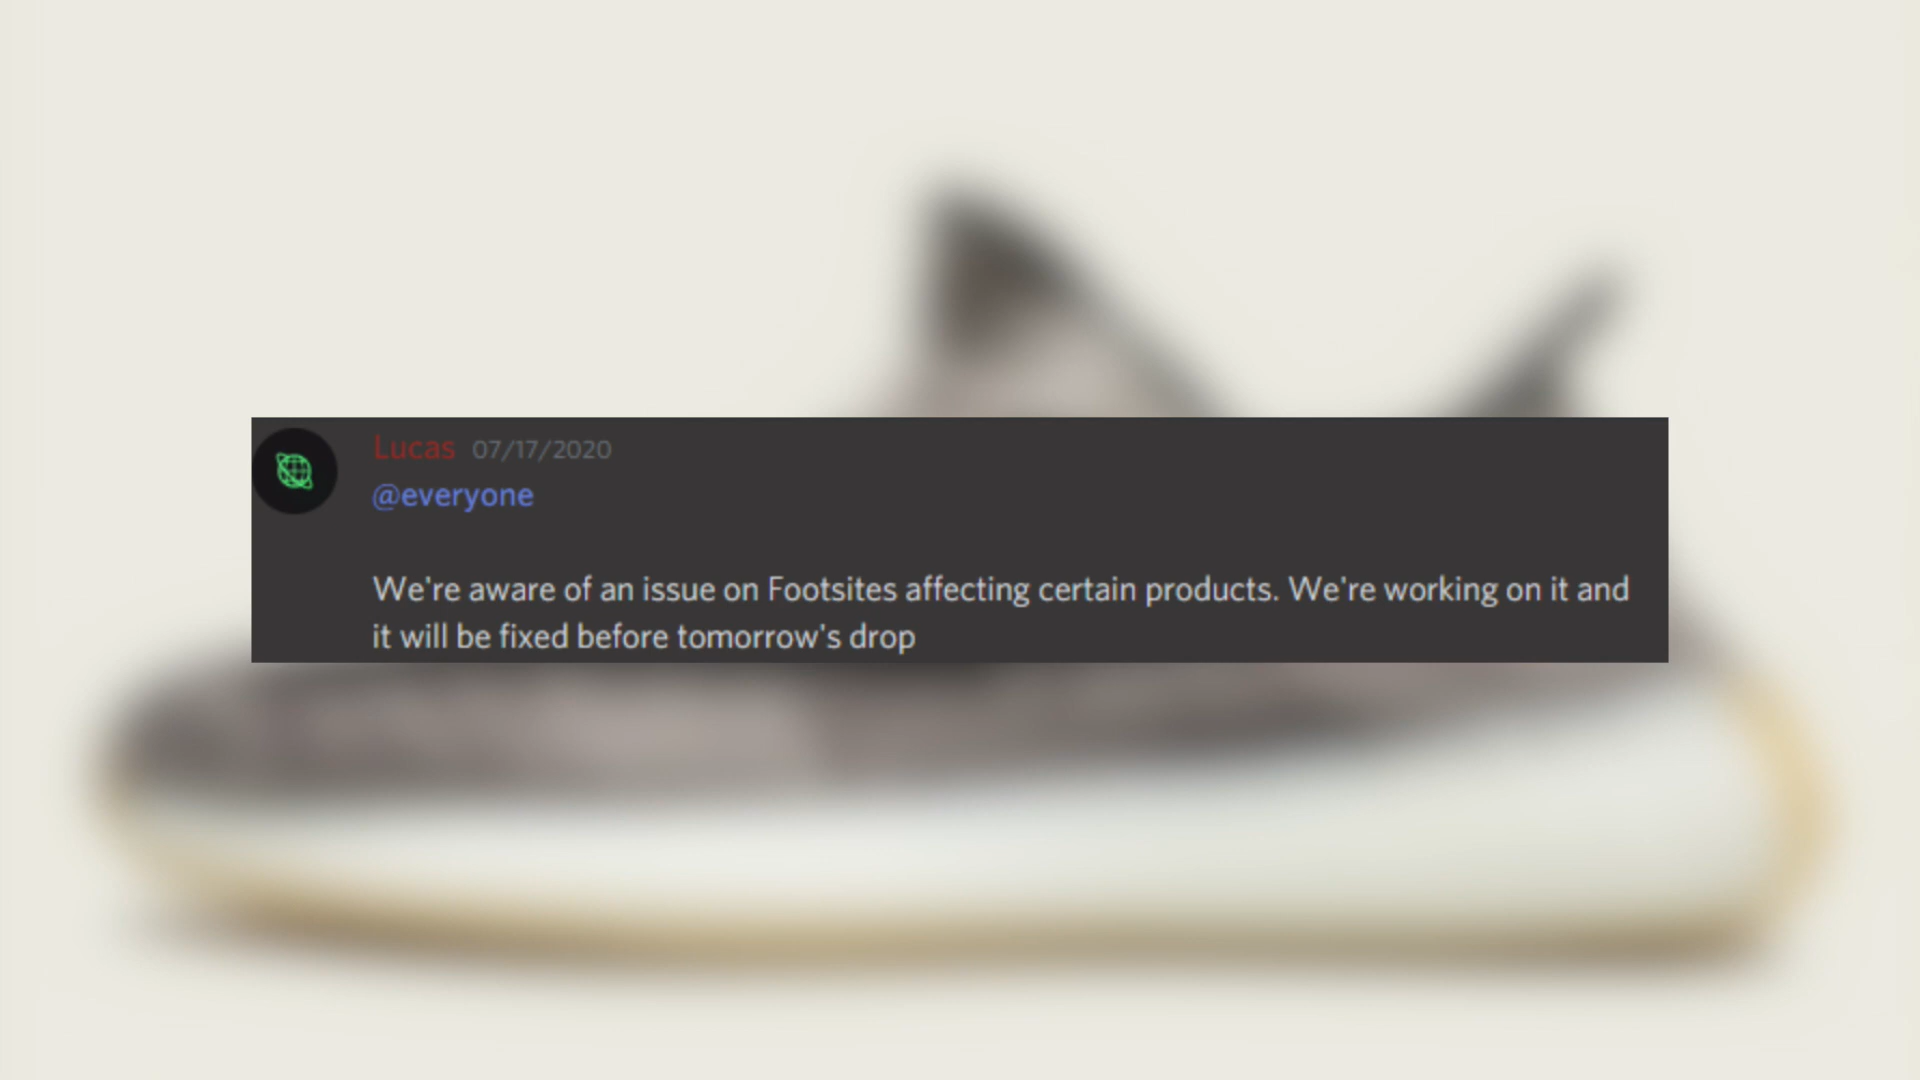 Lucas 07/17/2020
@everyone
We're aware of an issue on Footsites affecting certain products. We're working on it and
it will be fixed before tomorrow's drop